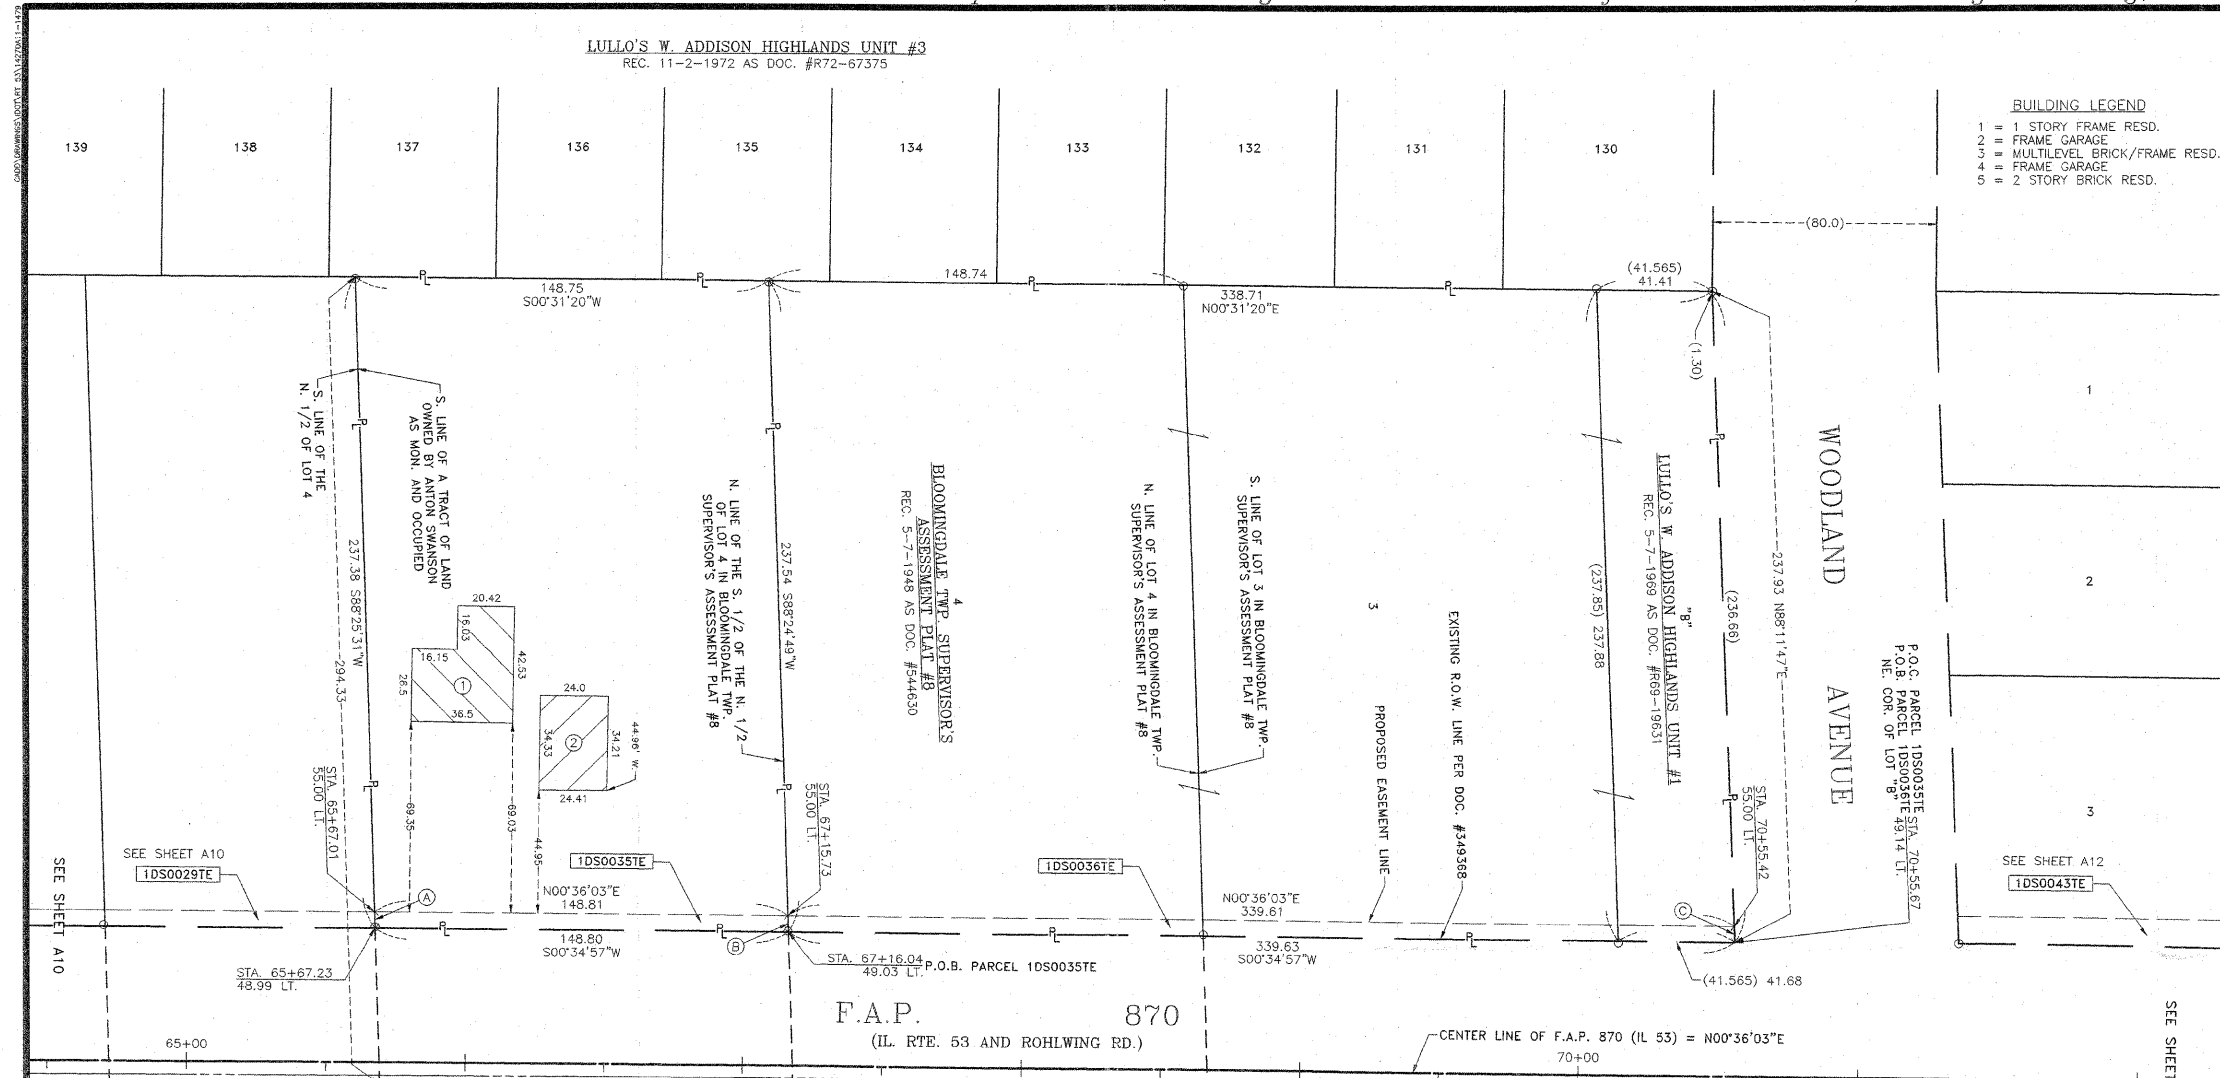 LULLO'S W. ADDISON HIGHLANDS UNIT #3
REC. 11-2-1972 AS DOC. #R72-67375
BUILDING LEGEND
1 = 1 STORY FRAME RESD.
2 = FRAME GARAGE
3 = MULTILEVEL BRICK/FRAME RESD.
4 = FRAME GARAGE
5 = 2 STORY BRICK RESD.
139
138
137
136
135
134
133
132
131
130
(80.0)
148.75
S00°31'20"W
148.74
338.71
N00°31'20"E
(41.565)
41.41
(1.30)
S. LINE OF THE
N. 1/2 OF LOT 4
S. LINE OF A TRACT OF LAND
OWNED BY ANTON SWANSON
AS MON. AND OCCUPIED
237.38 S88°25'31"W
294.33
20.42
16.03
16.15
42.53
26.5
1
36.5
24.0
34.33
2
34.21
24.41
44.96' W.
69.35
69.03
44.95
N. LINE OF THE S. 1/2 OF THE N. 1/2
OF LOT 4 IN BLOOMINGDALE TWP.
SUPERVISOR'S ASSESSMENT PLAT #8
237.54 S88°24'49"W
4
BLOOMINGDALE TWP. SUPERVISOR'S
ASSESSMENT PLAT #8
REC. 5-7-1948 AS DOC. #544630
N. LINE OF LOT 4 IN BLOOMINGDALE TWP.
SUPERVISOR'S ASSESSMENT PLAT #8
S. LINE OF LOT 3 IN BLOOMINGDALE TWP.
SUPERVISOR'S ASSESSMENT PLAT #8
3
PROPOSED EASEMENT LINE
EXISTING R.O.W. LINE PER DOC. #349368
(237.85) 237.88
"B"
LULLO'S W. ADDISON HIGHLANDS UNIT #1
REC. 5-7-1969 AS DOC. #R69-19631
(236.66)
237.93 N88°11'47"E
WOODLAND AVENUE
P.O.C. PARCEL 1DS0035TE
P.O.B. PARCEL 1DS0036TE
NE. COR. OF LOT "B"
STA. 70+55.67
49.14 LT.
STA. 70+55.42
55.00 LT.
1
2
3
SEE SHEET A10
SEE SHEET A10
1DS0029TE
STA. 65+67.01
55.00 LT.
A
N00°36'03"E
148.81
1DS0035TE
STA. 67+15.73
55.00 LT.
1DS0036TE
N00°36'03"E
339.61
C
SEE SHEET A12
1DS0043TE
148.80
S00°34'57"W
B
339.63
S00°34'57"W
STA. 65+67.23
48.99 LT.
STA. 67+16.04
49.03 LT.
P.O.B. PARCEL 1DS0035TE
(41.565) 41.68
F.A.P. 870
(IL. RTE. 53 AND ROHLWING RD.)
CENTER LINE OF F.A.P. 870 (IL 53) = N00°36'03"E
65+00
70+00
SEE SHEET